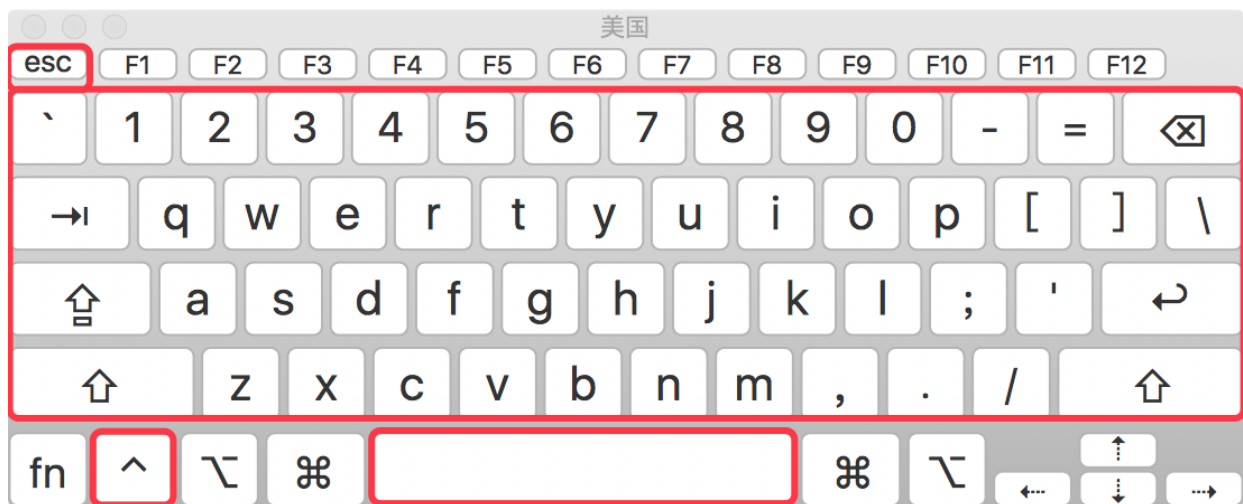 美国
esc F1 F2 F3 F4 F5 F6 F7 F8 F9 F10 F11 F12
` 1 2 3 4 5 6 7 8 9 0 - = ⌫
⇥ q w e r t y u i o p [ ] \
⇪ a s d f g h j k l ; ' ↩
⇧ z x c v b n m , . / ⇧
fn ^ ⌥ ⌘ ⌘ ⌥ ⇠ ⇡ ⇣ ⇢